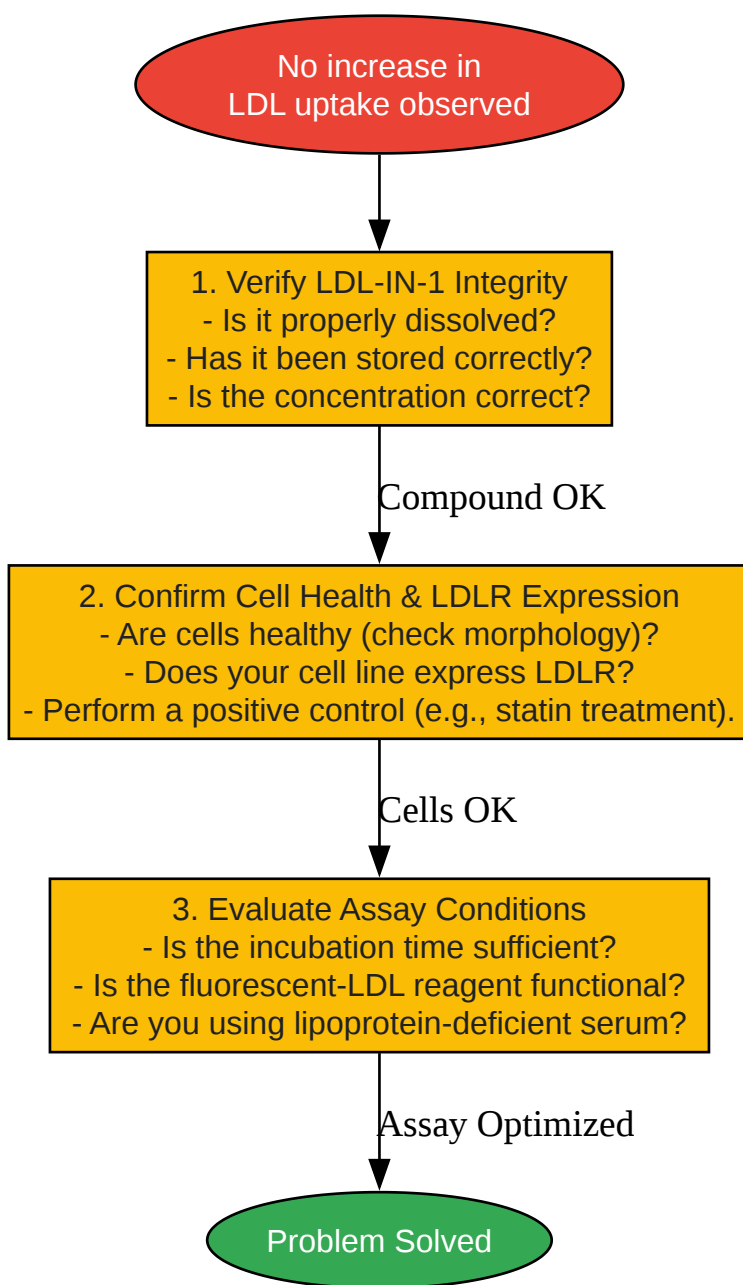 No increase in
LDL uptake observed
1. Verify LDL-IN-1 Integrity
- Is it properly dissolved?
- Has it been stored correctly?
- Is the concentration correct?
Compound OK
2. Confirm Cell Health & LDLR Expression
- Are cells healthy (check morphology)?
- Does your cell line express LDLR?
- Perform a positive control (e.g., statin treatment).
Cells OK
3. Evaluate Assay Conditions
- Is the incubation time sufficient?
- Is the fluorescent-LDL reagent functional?
- Are you using lipoprotein-deficient serum?
Assay Optimized
Problem Solved